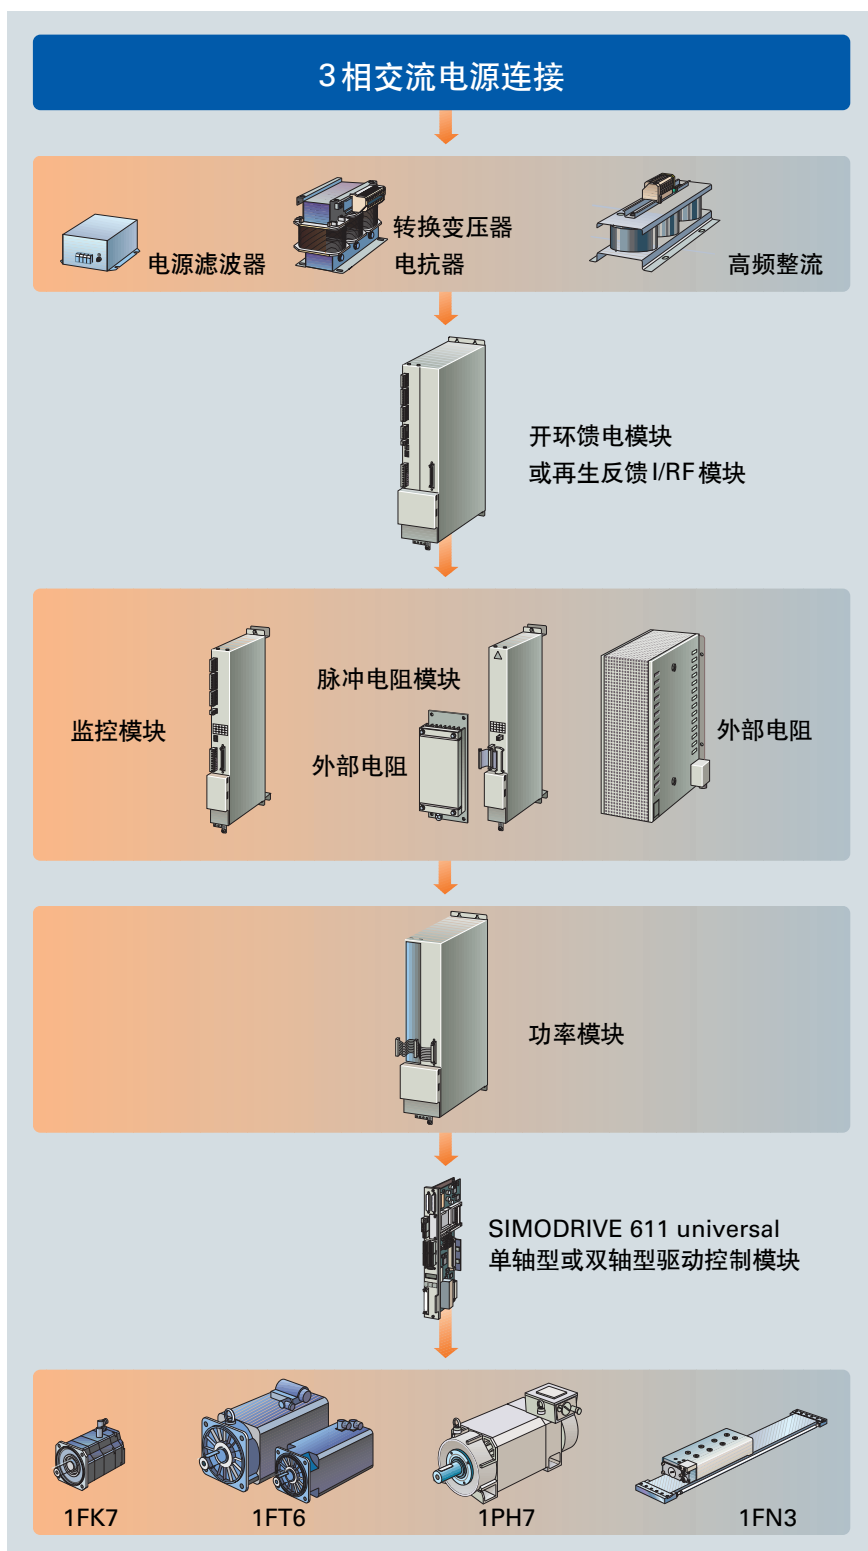 3相交流电源连接
电源滤波器
转换变压器
电抗器
高频整流
开环馈电模块
或再生反馈I/RF模块
监控模块
脉冲电阻模块
外部电阻
外部电阻
功率模块
SIMODRIVE 611 universal
单轴型或双轴型驱动控制模块
1FK7
1FT6
1PH7
1FN3